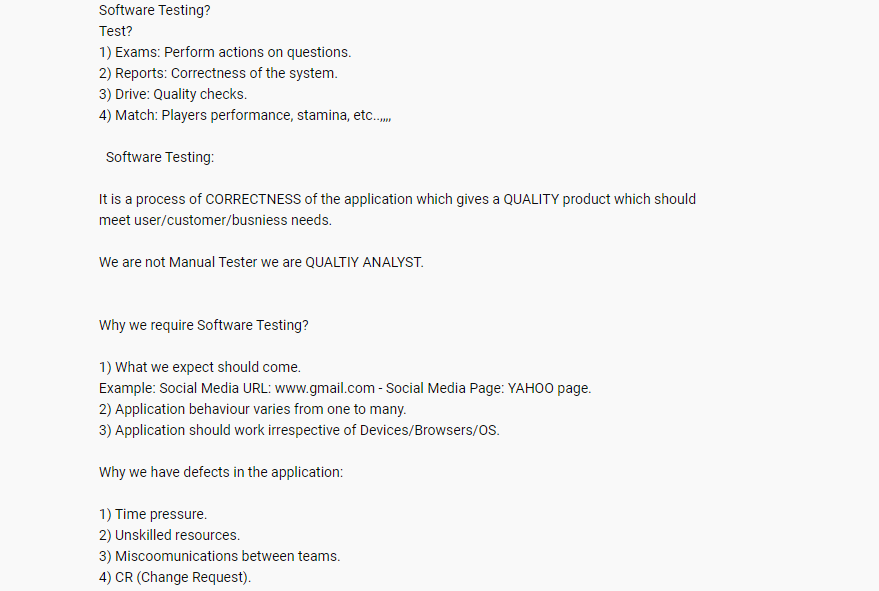 Software Testing?
Test?
1) Exams: Perform actions on questions.
2) Reports: Correctness of the system.
3) Drive: Quality checks.
4) Match: Players performance, stamina, etc..,,,,
Software Testing:
It is a process of CORRECTNESS of the application which gives a QUALITY product which should
meet user/customer/busniess needs.
We are not Manual Tester we are QUALTIY ANALYST.
Why we require Software Testing?
1) What we expect should come.
Example: Social Media URL: www.gmail.com - Social Media Page: YAHOO page.
2) Application behaviour varies from one to many.
3) Application should work irrespective of Devices/Browsers/OS.
Why we have defects in the application:
1) Time pressure.
2) Unskilled resources.
3) Miscoomunications between teams.
4) CR (Change Request).